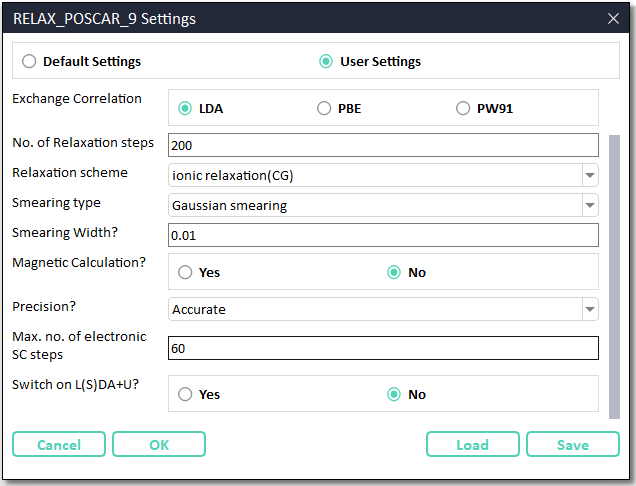 RELAX_POSCAR_9 Settings
Default Settings
User Settings
Exchange Correlation
LDA
PBE
PW91
No. of Relaxation steps
200
Relaxation scheme
ionic relaxation(CG)
Smearing type
Gaussian smearing
Smearing Width?
0.01
Magnetic Calculation?
Yes
No
Precision?
Accurate
Max. no. of electronic
SC steps
60
Switch on L(S)DA+U?
Yes
No
Cancel
OK
Load
Save